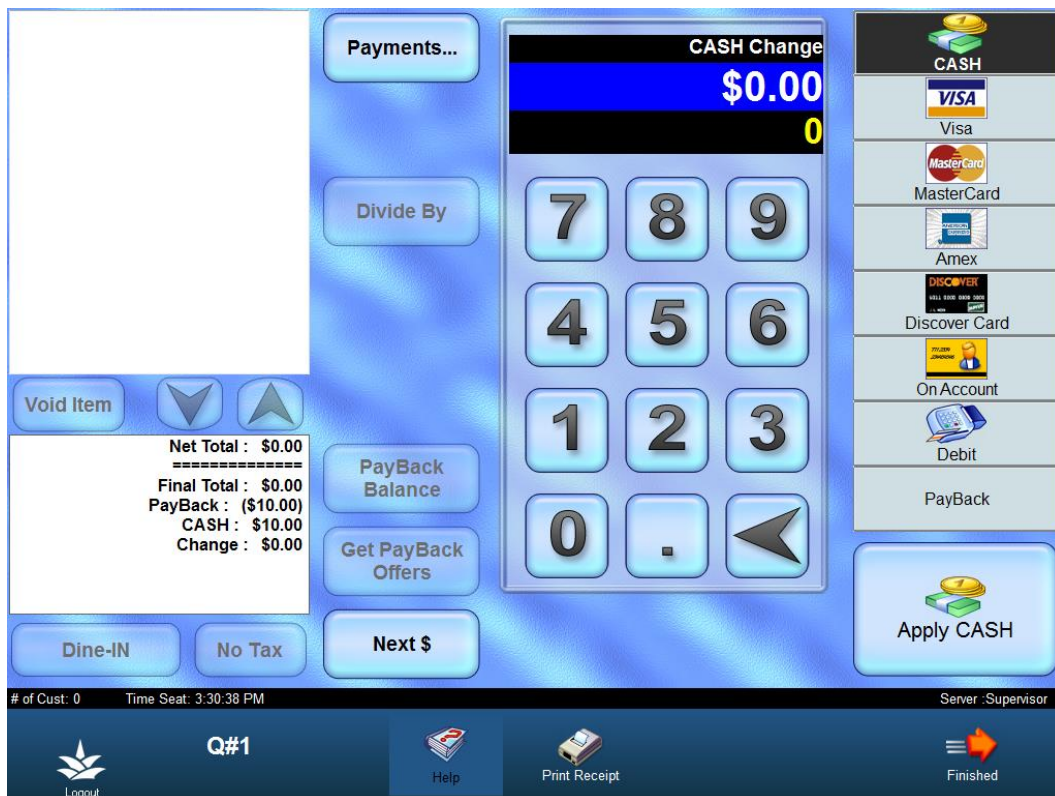 Payments...
CASH Change
$0.00
0
CASH
VISA
Visa
MasterCard
MasterCard
Amex
DISCOVER
Discover Card
On Account
Debit
PayBack
Divide By
7
8
9
4
5
6
1
2
3
0
.
Void Item
Net Total : $0.00
==============
Final Total : $0.00
PayBack : ($10.00)
CASH : $10.00
Change : $0.00
PayBack
Balance
Get PayBack
Offers
Next $
Dine-IN
No Tax
Apply CASH
# of Cust: 0 Time Seat: 3:30:38 PM
Server :Supervisor
Logout
Q#1
Help
Print Receipt
Finished